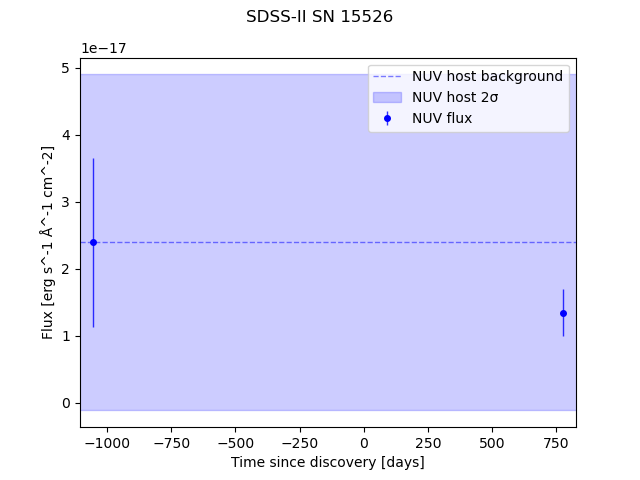 SDSS-II SN 15526
1e−17
NUV host background
NUV host 2σ
NUV flux
5
4
3
2
1
0
Flux [erg s^-1 Å^-1 cm^-2]
−1000
−750
−500
−250
0
250
500
750
Time since discovery [days]